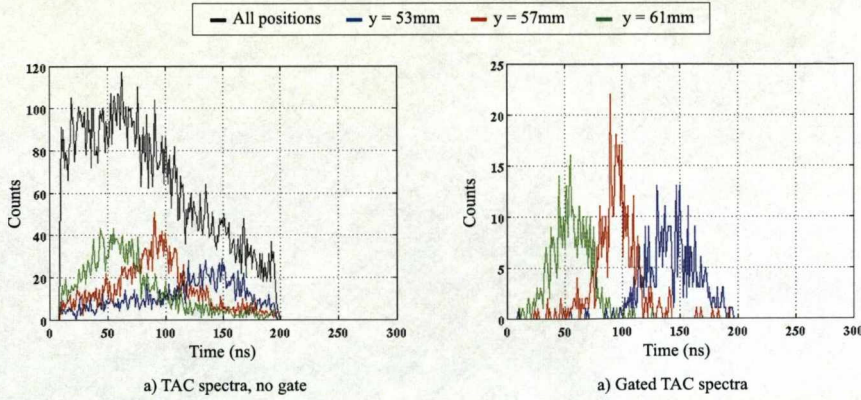 All positions y = 53mm y = 57mm y = 61mm
120
100
80
60
40
20
0
Counts
0 50 100 150 200 250 300
Time (ns)
a) TAC spectra, no gate
25
20
15
10
5
0
Counts
0 50 100 150 200 250 300
Time (ns)
a) Gated TAC spectra